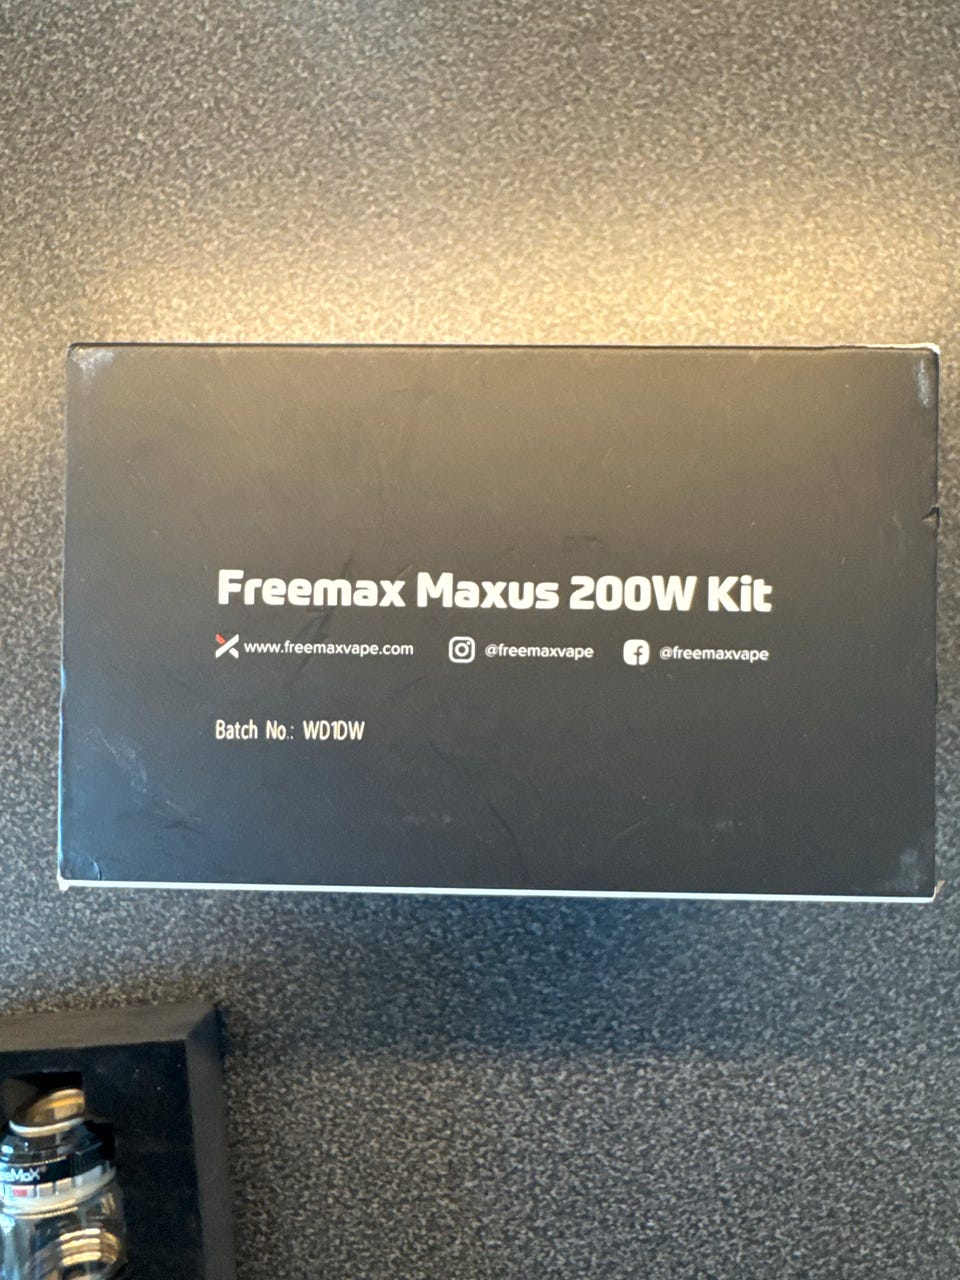 Freemax Maxus 200W Kit
www.freemaxvape.com @freemaxvape @freemaxvape
Batch No.: WD1DW